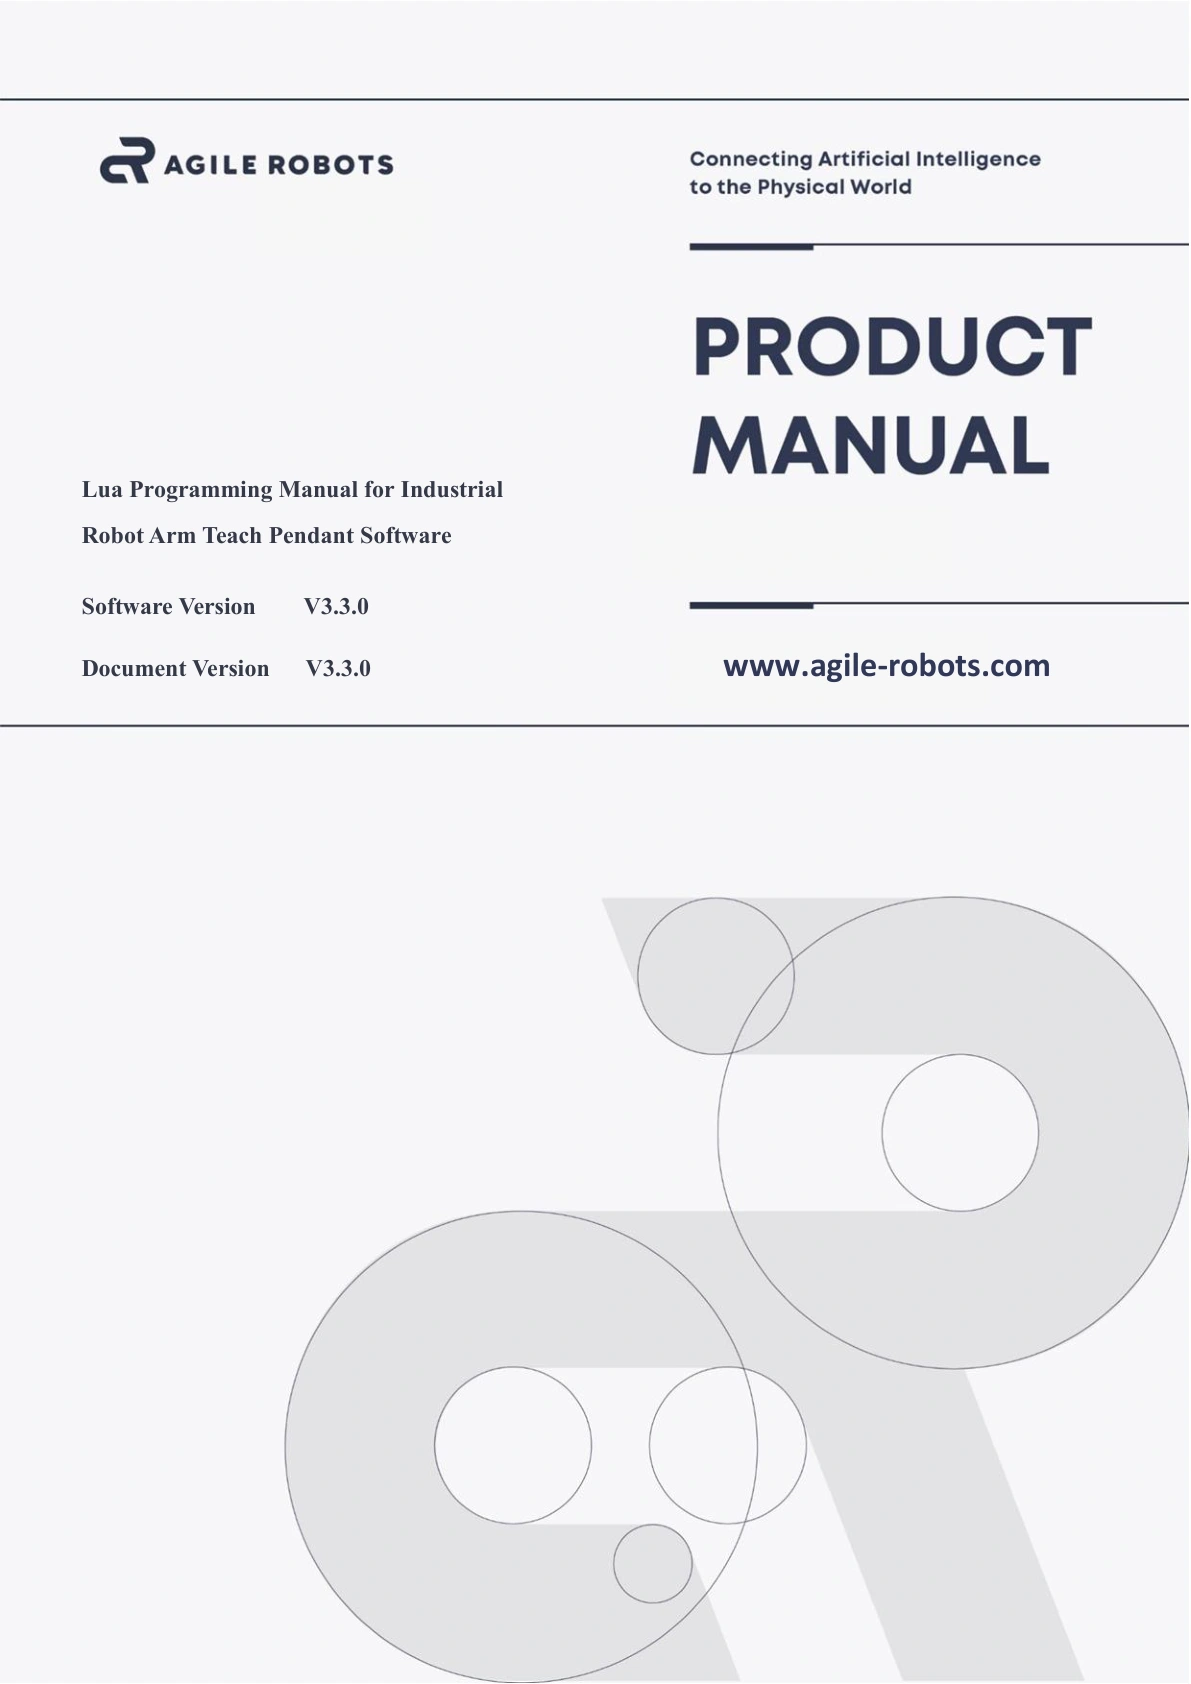 AGILE ROBOTS
Connecting Artificial Intelligence
to the Physical World
PRODUCT
MANUAL
Lua Programming Manual for Industrial
Robot Arm Teach Pendant Software
Software Version V3.3.0
Document Version V3.3.0
www.agile-robots.com